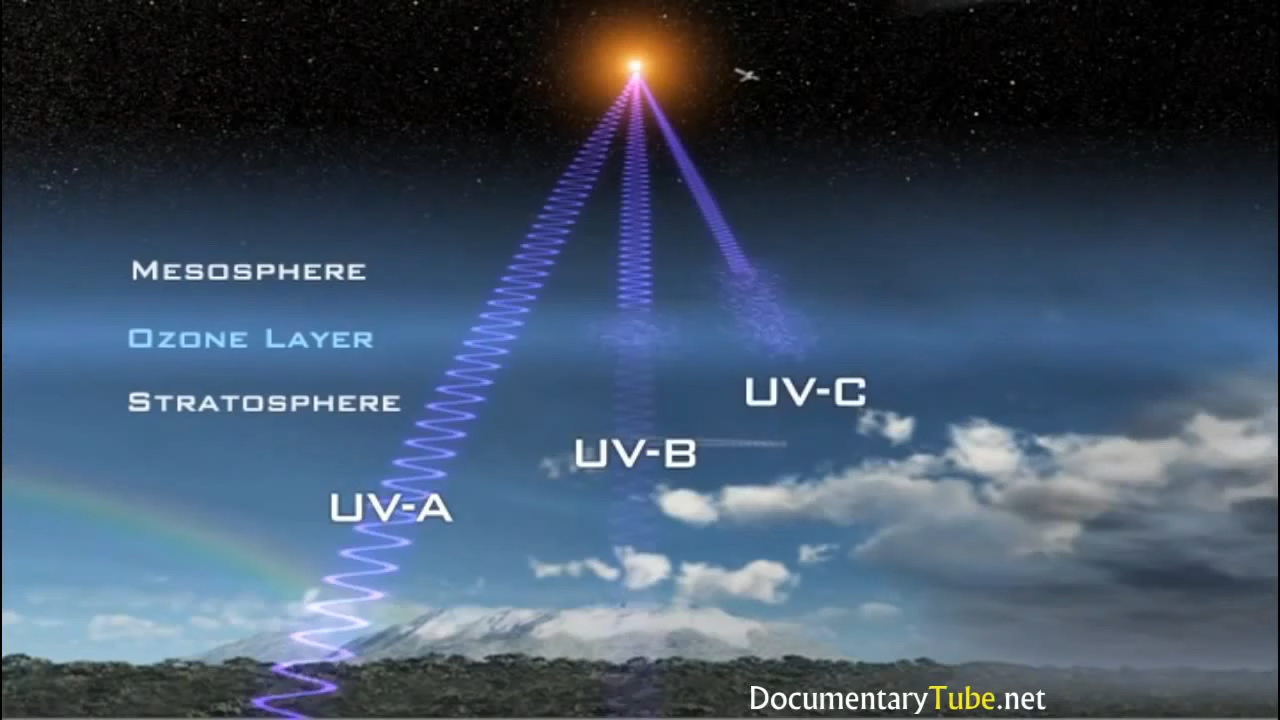 Mesosphere
Ozone Layer
Stratosphere
UV-C
UV-B
UV-A
DocumentaryTube.net